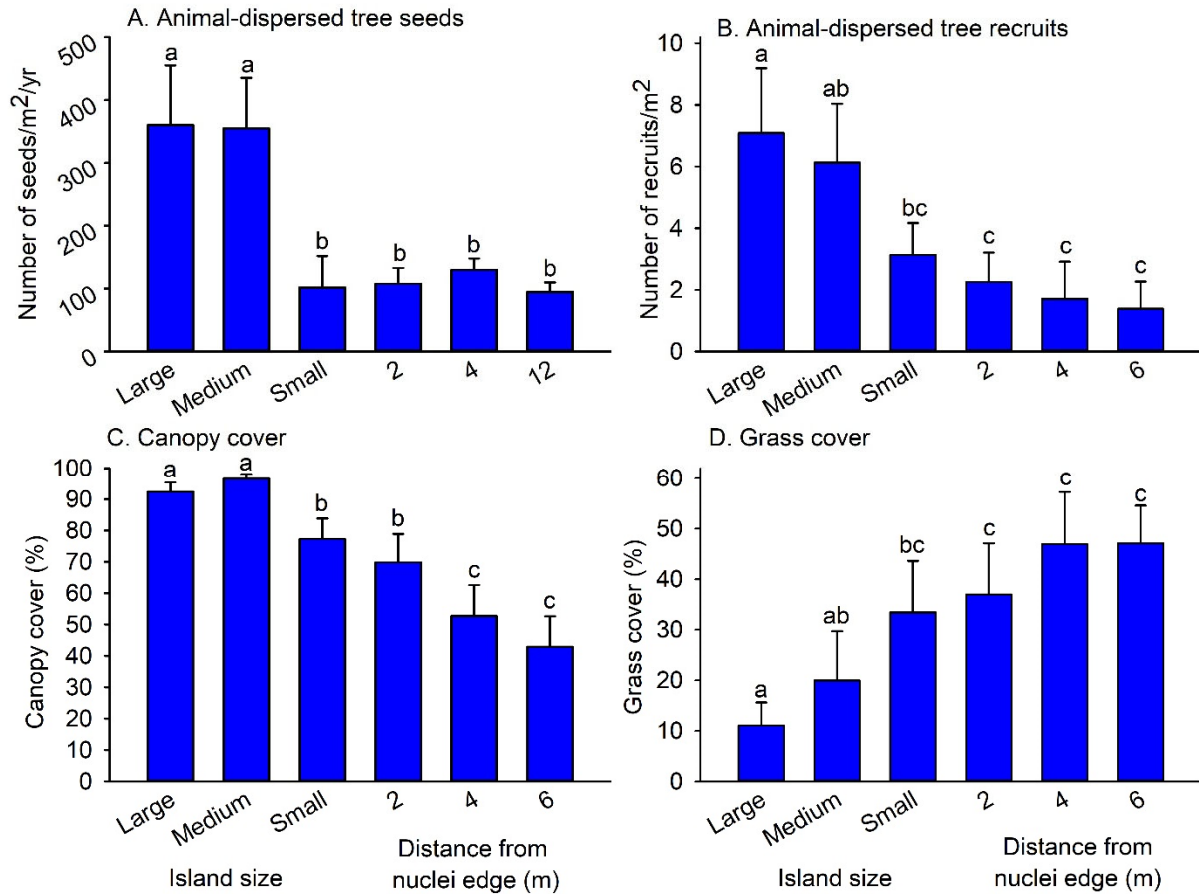 A. Animal-dispersed tree seeds
Number of seeds/m²/yr
500
400
300
200
100
0
a
a
b
b
b
b
Large
Medium
Small
2
4
12
B. Animal-dispersed tree recruits
Number of recruits/m²
10
8
6
4
2
0
a
ab
bc
c
c
c
Large
Medium
Small
2
4
6
C. Canopy cover
Canopy cover (%)
100
90
80
70
60
50
40
30
20
10
0
a
a
b
b
c
c
Large
Medium
Small
2
4
6
Island size
Distance from
nuclei edge (m)
D. Grass cover
Grass cover (%)
60
50
40
30
20
10
0
a
ab
bc
c
c
c
Large
Medium
Small
2
4
6
Island size
Distance from
nuclei edge (m)